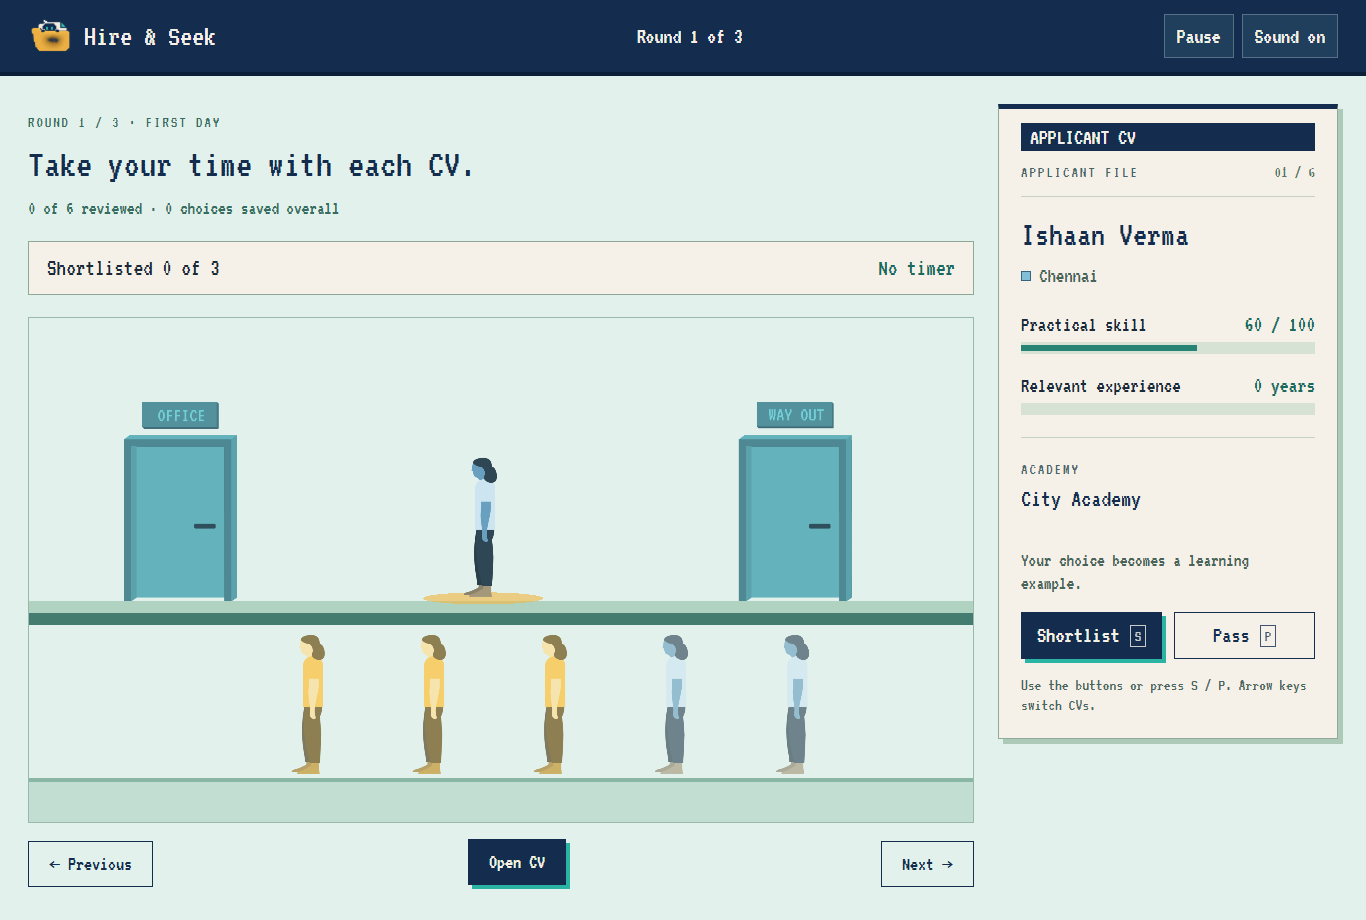 Hire & Seek
Round 1 of 3
Pause
Sound on
ROUND 1 / 3 · FIRST DAY
Take your time with each CV.
0 of 6 reviewed · 0 choices saved overall
Shortlisted 0 of 3
No timer
OFFICE
WAY OUT
← Previous
Open CV
Next →
APPLICANT CV
APPLICANT FILE
01 / 6
Ishaan Verma
Chennai
Practical skill
60 / 100
Relevant experience
0 years
ACADEMY
City Academy
Your choice becomes a learning
example.
Shortlist S
Pass P
Use the buttons or press S / P. Arrow keys
switch CVs.